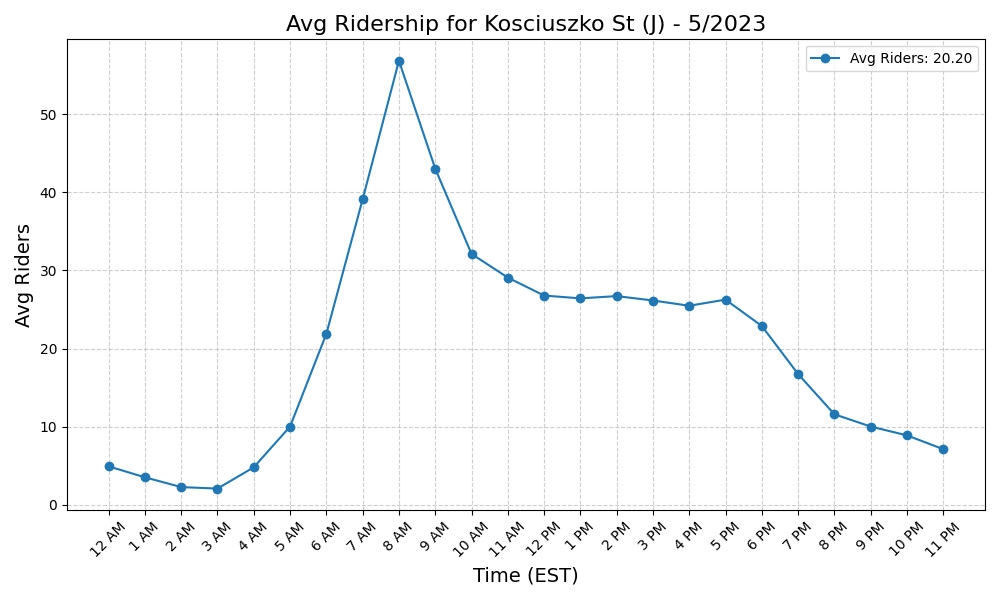 Avg Ridership for Kosciuszko St (J) - 5/2023
Avg Riders: 20.20
Avg Riders
50
40
30
20
10
0
12 AM
1 AM
2 AM
3 AM
4 AM
5 AM
6 AM
7 AM
8 AM
9 AM
10 AM
11 AM
12 PM
1 PM
2 PM
3 PM
4 PM
5 PM
6 PM
7 PM
8 PM
9 PM
10 PM
11 PM
Time (EST)